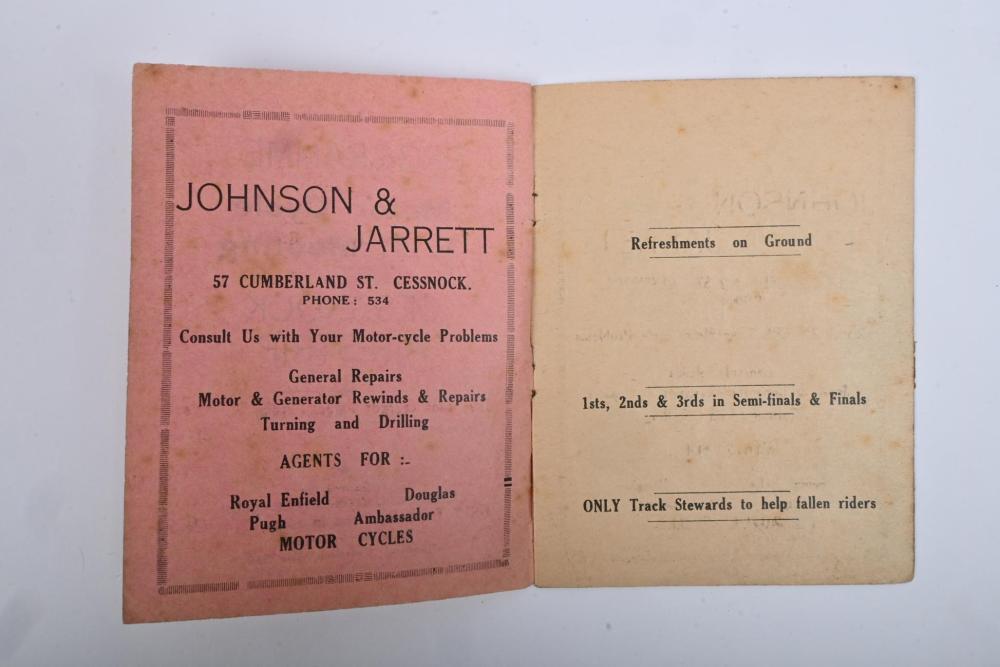 JOHNSON &
JARRETT
57 CUMBERLAND ST. CESSNOCK.
PHONE: 534
Consult Us with Your Motor-cycle Problems
General Repairs
Motor & Generator Rewinds & Repairs
Turning and Drilling
AGENTS FOR :-
Royal Enfield Douglas
Pugh Ambassador
MOTOR CYCLES
Refreshments on Ground
1sts, 2nds & 3rds in Semi-finals & Finals
ONLY Track Stewards to help fallen riders